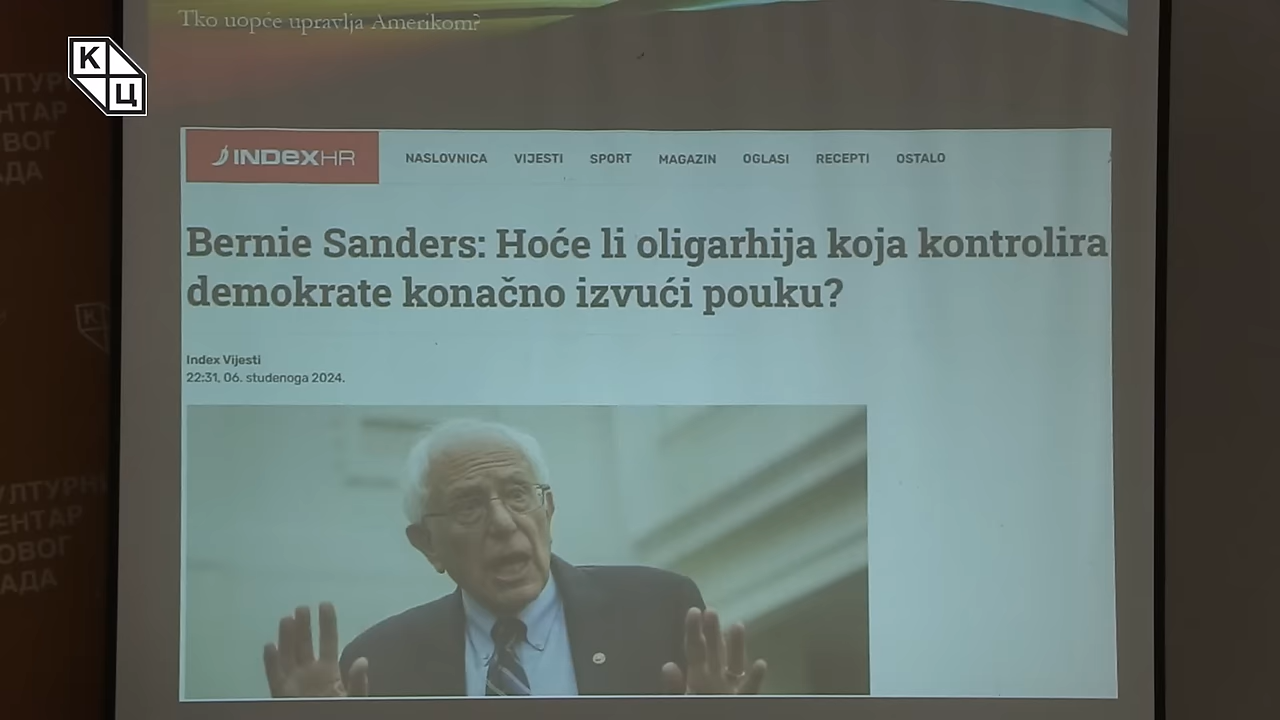 Tko uopće upravlja Amerikom?
К
Ц
INDEXHR
NASLOVNICA VIJESTI SPORT MAGAZIN OGLASI RECEPTI OSTALO
Bernie Sanders: Hoće li oligarhija koja kontrolira
demokrate konačno izvući pouku?
Index Vijesti
22:31, 06. studenoga 2024.